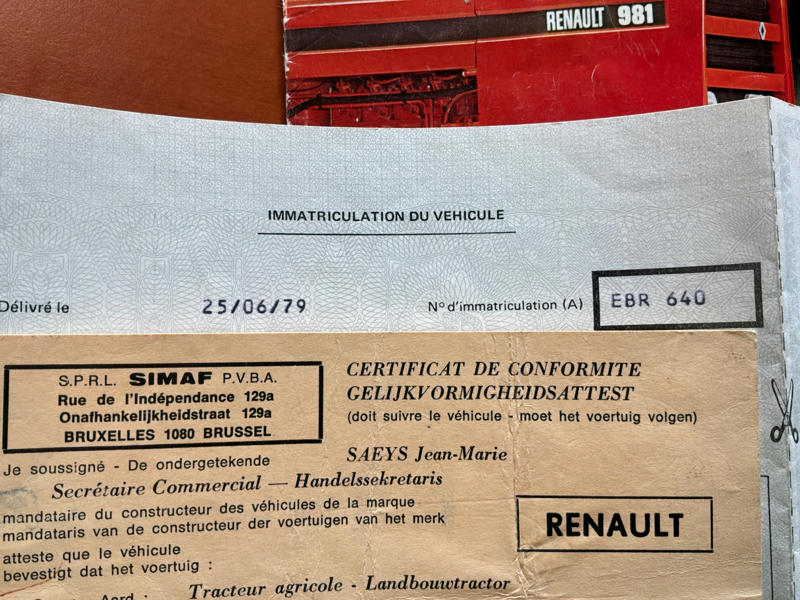 RENAULT 981
IMMATRICULATION DU VEHICULE
Délivré le 25/06/79 N° d'immatriculation (A) EBR 640
S.P.R.L. SIMAF P.V.B.A.
Rue de l'Indépendance 129a
Onafhankelijkheidstraat 129a
BRUXELLES 1080 BRUSSEL
CERTIFICAT DE CONFORMITE
GELIJKVORMIGHEIDSATTEST
(doit suivre le véhicule - moet het voertuig volgen)
Je soussigné - De ondergetekende SAEYS Jean-Marie
Secrétaire Commercial — Handelssekretaris
mandataire du constructeur des véhicules de la marque
mandataris van de constructeur der voertuigen van het merk
RENAULT
atteste que le véhicule
bevestigt dat het voertuig :
Aard : Tracteur agricole - Landbouwtractor